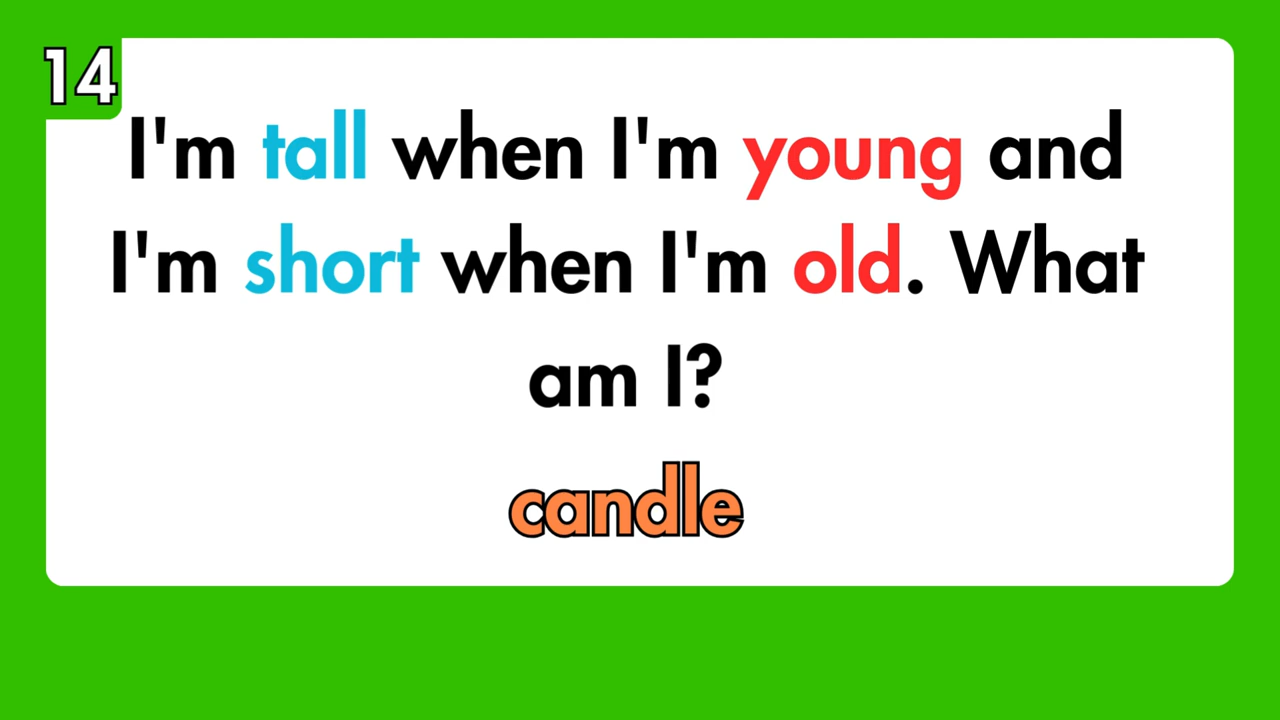 14
I'm tall when I'm young and
I'm short when I'm old. What
am I?
candle